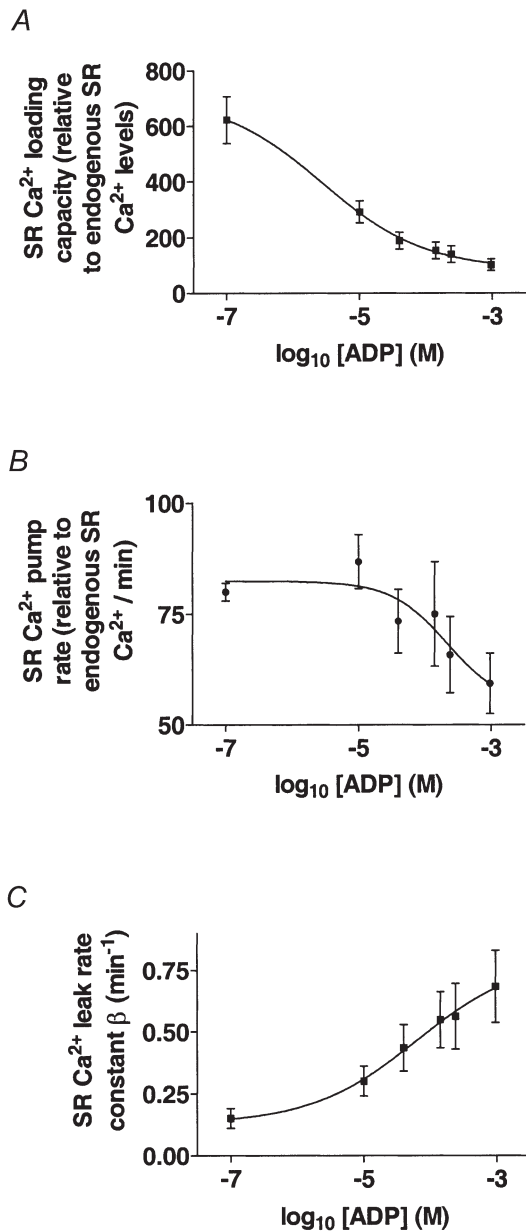 A
SR Ca²⁺ loading
capacity (relative
to endogenous SR
Ca²⁺ levels)
800
600
400
200
0
-7
-5
-3
log₁₀ [ADP] (M)
B
SR Ca²⁺ pump
rate (relative to
endogenous SR
Ca²⁺ / min)
100
75
50
-7
-5
-3
log₁₀ [ADP] (M)
C
SR Ca²⁺ leak rate
constant β (min⁻¹)
0.75
0.50
0.25
0.00
-7
-5
-3
log₁₀ [ADP] (M)